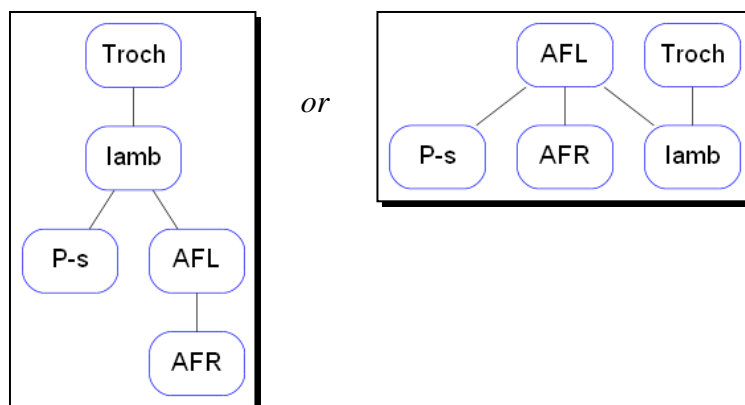 Troch
Iamb
P-s AFL
AFR
or
AFL Troch
P-s AFR Iamb